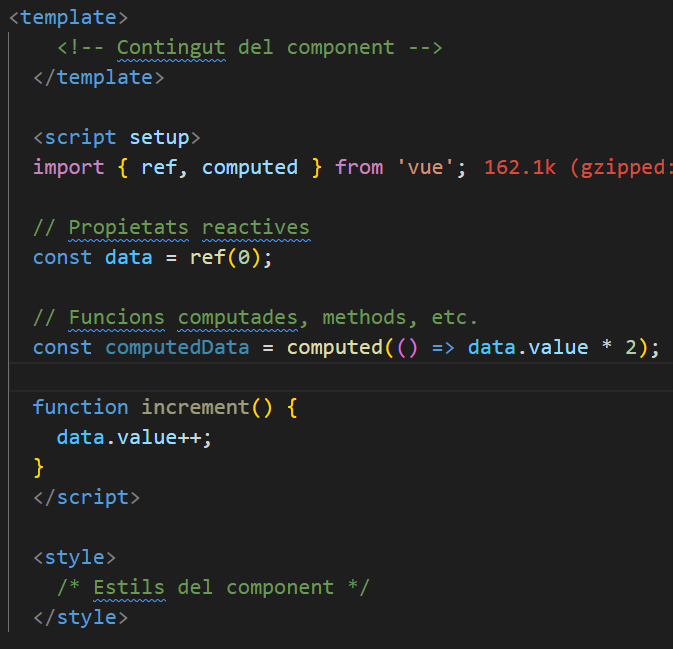 <template>
<!-- Contingut del component -->
</template>
<script setup>
import { ref, computed } from 'vue'; 162.1k (gzipped:
// Propietats reactives
const data = ref(0);
// Funcions computades, methods, etc.
const computedData = computed(() => data.value * 2);
function increment() {
data.value++;
}
</script>
<style>
/* Estils del component */
</style>